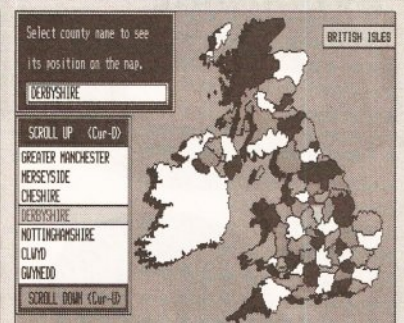 Select county name to see
its position on the map.
DERBYSHIRE
BRITISH ISLES
SCROLL UP <Cur-D>
GREATER MANCHESTER
MERSEYSIDE
CHESHIRE
DERBYSHIRE
NOTTINGHAMSHIRE
CLWYD
GWYNEDD
SCROLL DOWN <Cur-U>